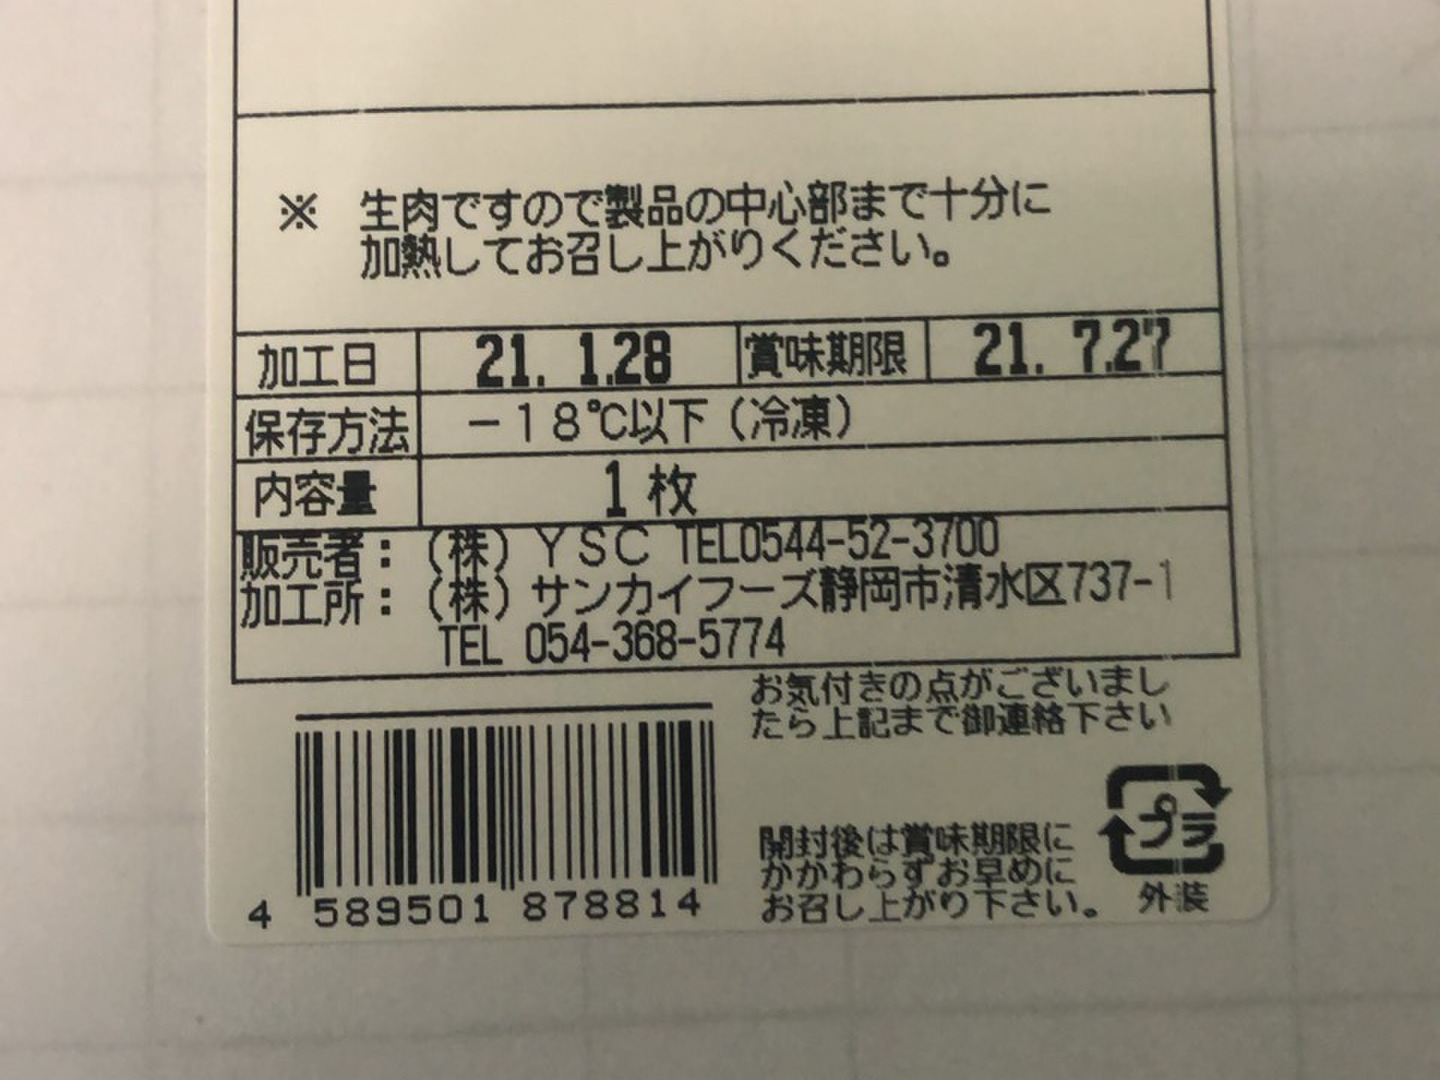 ※ 生肉ですので製品の中心部まで十分に
加熱してお召し上がりください。
加工日 21. 1.28 賞味期限 21. 7.27
保存方法 －18℃以下（冷凍）
内容量 1枚
販売者：（株）YSC TEL0544-52-3700
加工所：（株）サンカイフーズ静岡市清水区737-1
TEL 054-368-5774
お気付きの点がございまし
たら上記まで御連絡下さい
開封後は賞味期限に
かかわらずお早めに
お召し上がり下さい。
プラ
外装
4 589501 878814